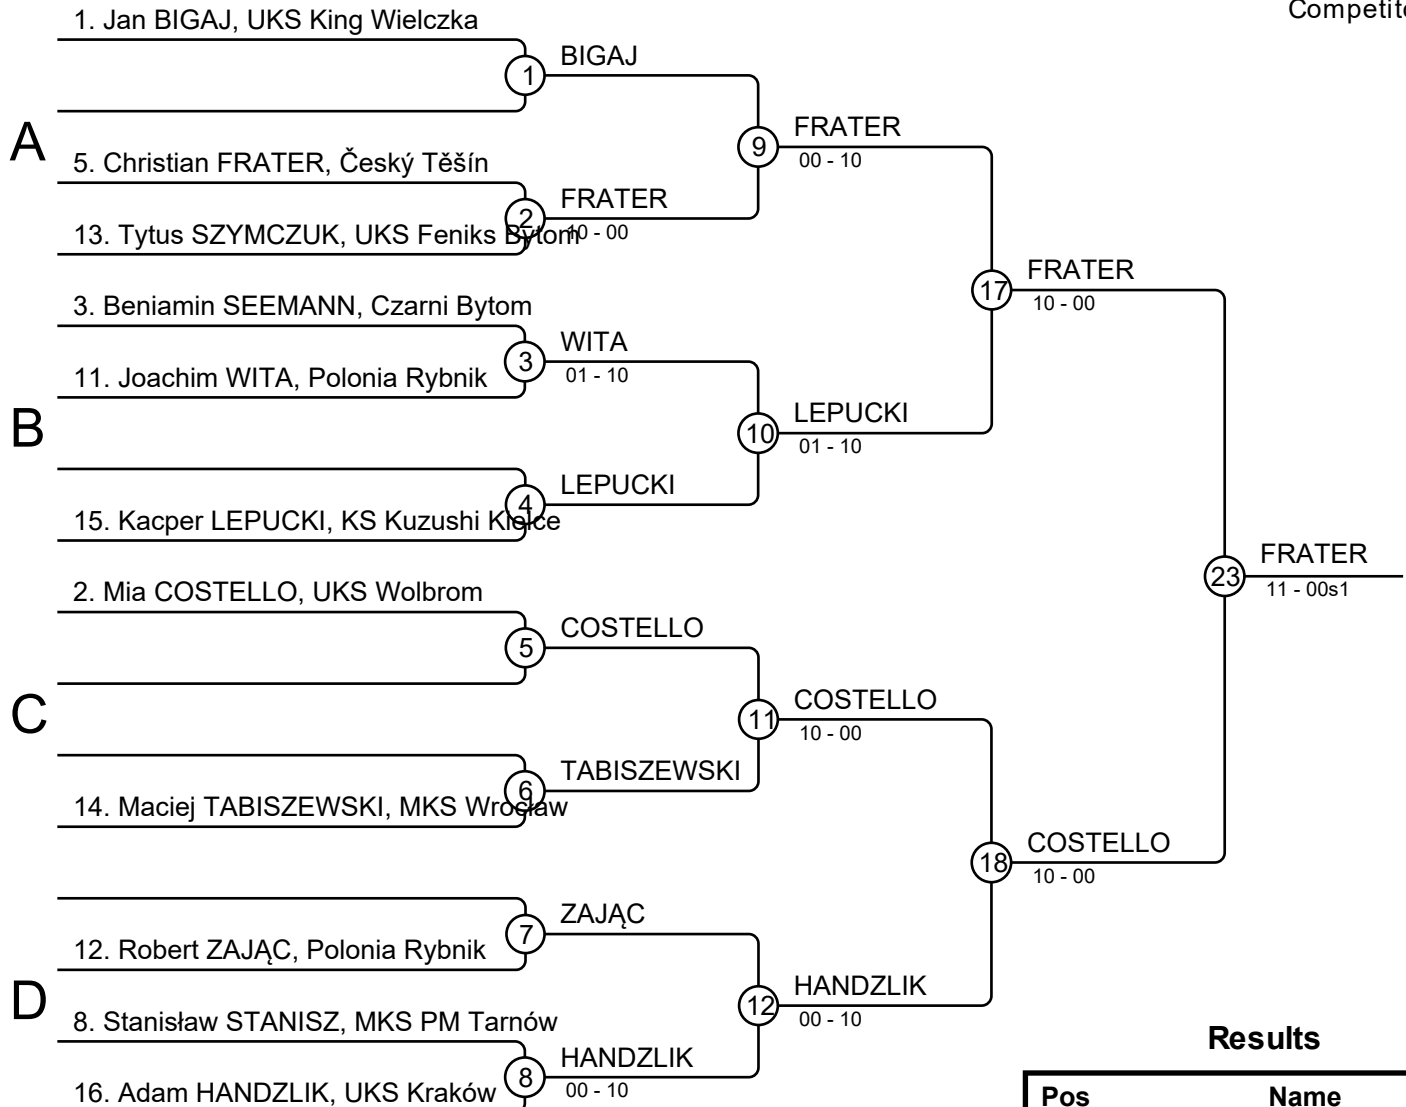 Competito
1. Jan BIGAJ, UKS King Wielczka
1
BIGAJ
A
9
FRATER
00 - 10
5. Christian FRATER, Český Těšín
2
FRATER
10 - 00
13. Tytus SZYMCZUK, UKS Feniks Bytom
17
FRATER
10 - 00
3. Beniamin SEEMANN, Czarni Bytom
3
WITA
01 - 10
11. Joachim WITA, Polonia Rybnik
B
10
LEPUCKI
01 - 10
4
LEPUCKI
15. Kacper LEPUCKI, KS Kuzushi Kielce
23
FRATER
11 - 00s1
2. Mia COSTELLO, UKS Wolbrom
5
COSTELLO
C
11
COSTELLO
10 - 00
6
TABISZEWSKI
14. Maciej TABISZEWSKI, MKS Wrocław
18
COSTELLO
10 - 00
7
ZAJĄC
12. Robert ZAJĄC, Polonia Rybnik
D
12
HANDZLIK
00 - 10
8. Stanisław STANISZ, MKS PM Tarnów
8
HANDZLIK
00 - 10
16. Adam HANDZLIK, UKS Kraków
Results
Pos Name